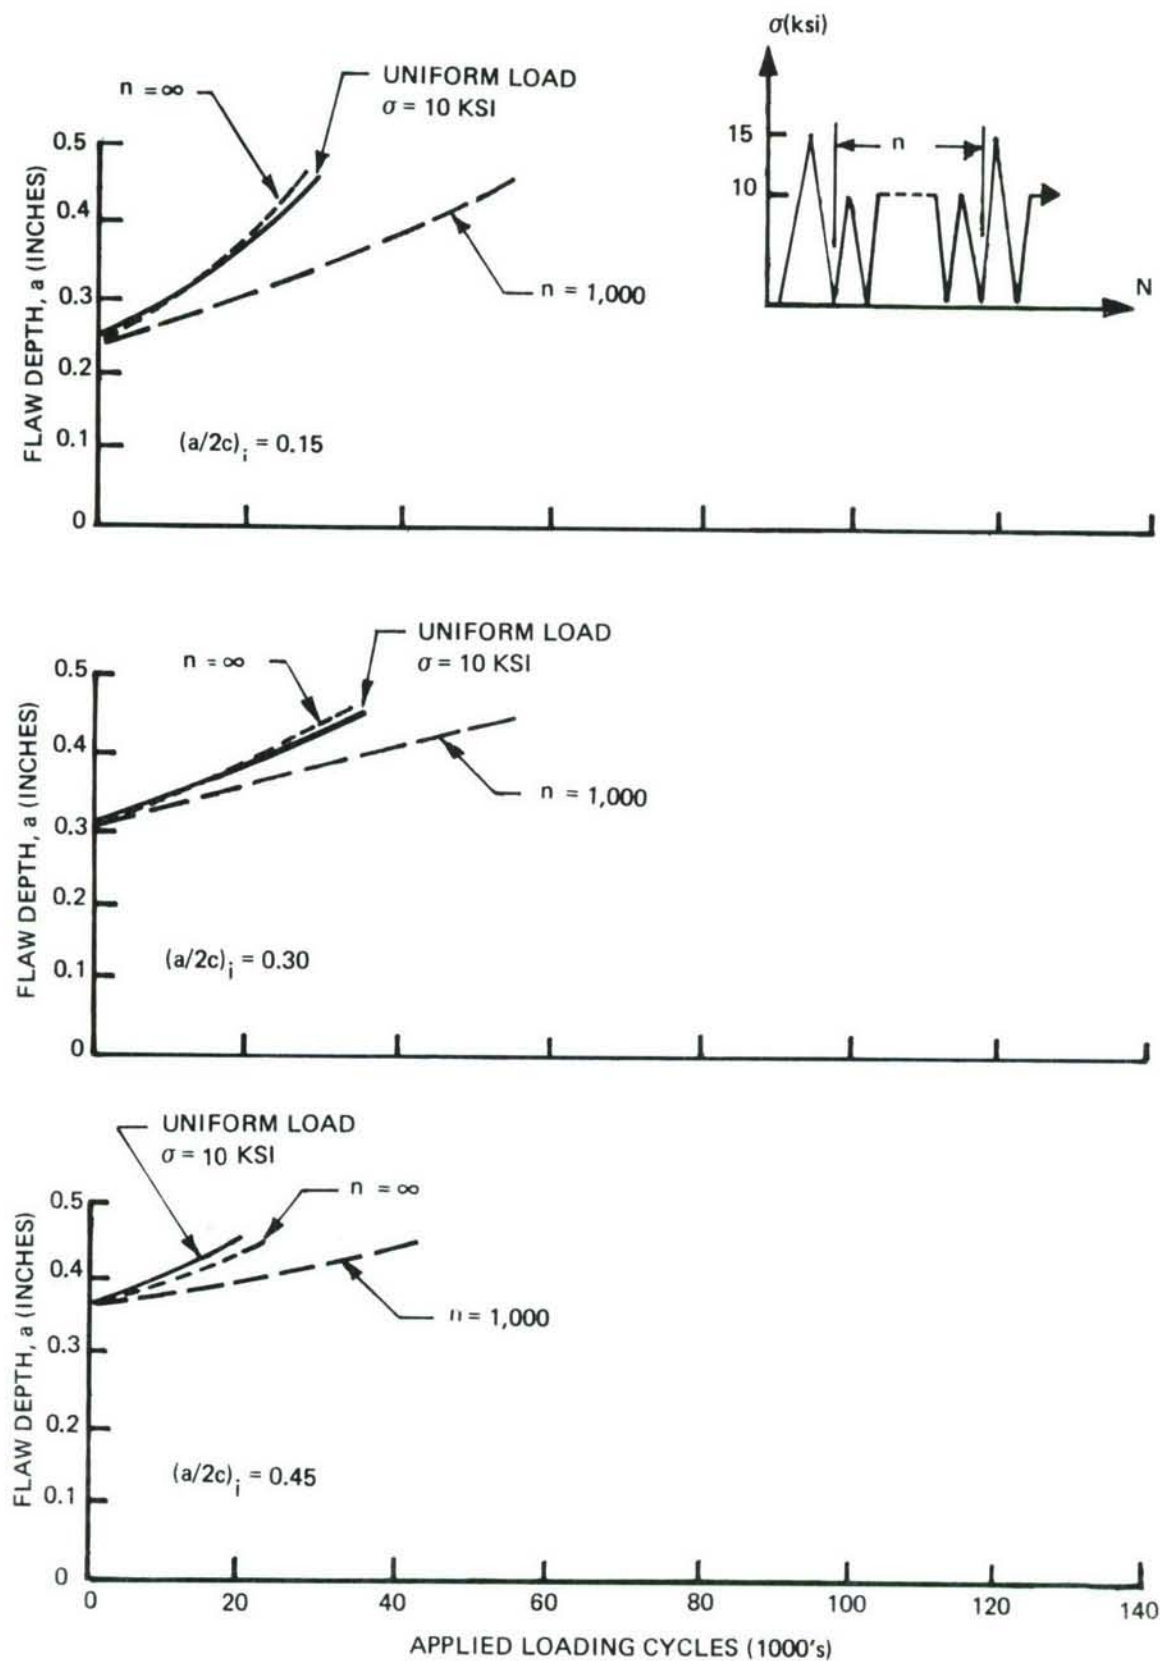 σ(ksi)
15
10
n
N
n = ∞
UNIFORM LOAD
σ = 10 KSI
n = 1,000
FLAW DEPTH, a (INCHES)
0.5
0.4
0.3
0.2
0.1
0
(a/2c)i = 0.15
UNIFORM LOAD
σ = 10 KSI
n = ∞
n = 1,000
FLAW DEPTH, a (INCHES)
0.5
0.4
0.3
0.2
0.1
0
(a/2c)i = 0.30
UNIFORM LOAD
σ = 10 KSI
n = ∞
n = 1,000
FLAW DEPTH, a (INCHES)
0.5
0.4
0.3
0.2
0.1
0
(a/2c)i = 0.45
0 20 40 60 80 100 120 140
APPLIED LOADING CYCLES (1000's)